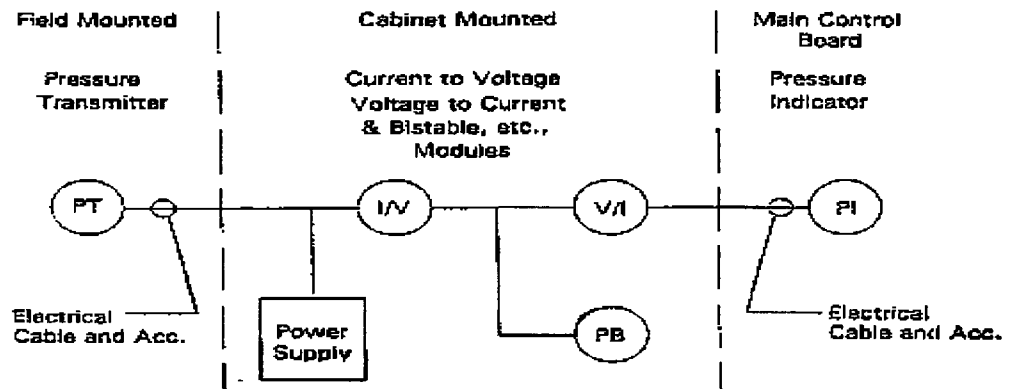 Field Mounted
Cabinet Mounted
Main Control
Board
Pressure
Transmitter
Current to Voltage
Voltage to Current
& Bistable, etc.,
Modules
Pressure
Indicator
PT
I/V
V/I
PI
Electrical
Cable and Acc.
Power
Supply
PB
Electrical
Cable and Acc.